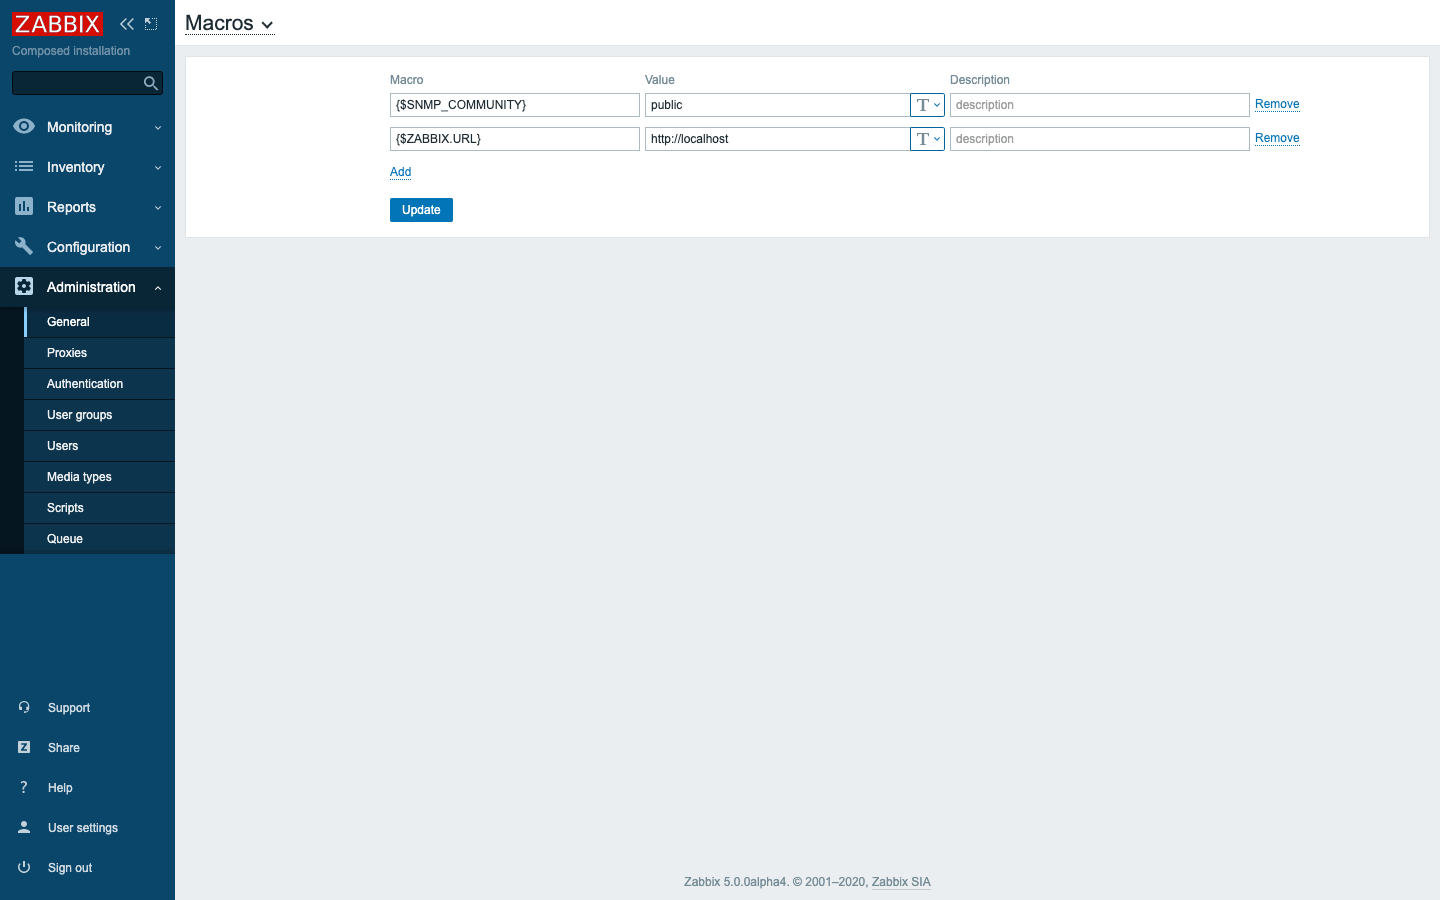 ZABBIX
Composed installation
Monitoring
Inventory
Reports
Configuration
Administration
General
Proxies
Authentication
User groups
Users
Media types
Scripts
Queue
Support
Share
Help
User settings
Sign out
Macros
Macro Value Description
{$SNMP_COMMUNITY} public T description Remove
{$ZABBIX.URL} http://localhost T description Remove
Add
Update
Zabbix 5.0.0alpha4. © 2001–2020, Zabbix SIA